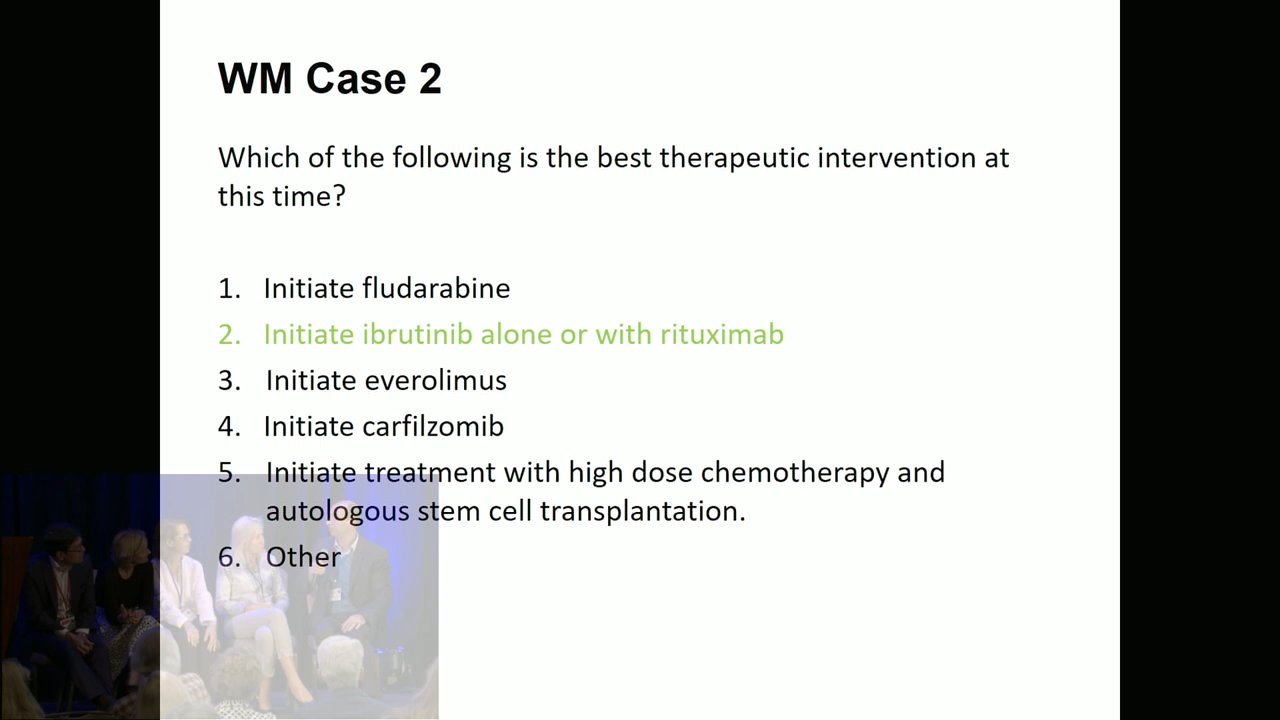 WM Case 2
Which of the following is the best therapeutic intervention at
this time?
1. Initiate fludarabine
2. Initiate ibrutinib alone or with rituximab
3. Initiate everolimus
4. Initiate carfilzomib
5. Initiate treatment with high dose chemotherapy and
autologous stem cell transplantation.
6. Other